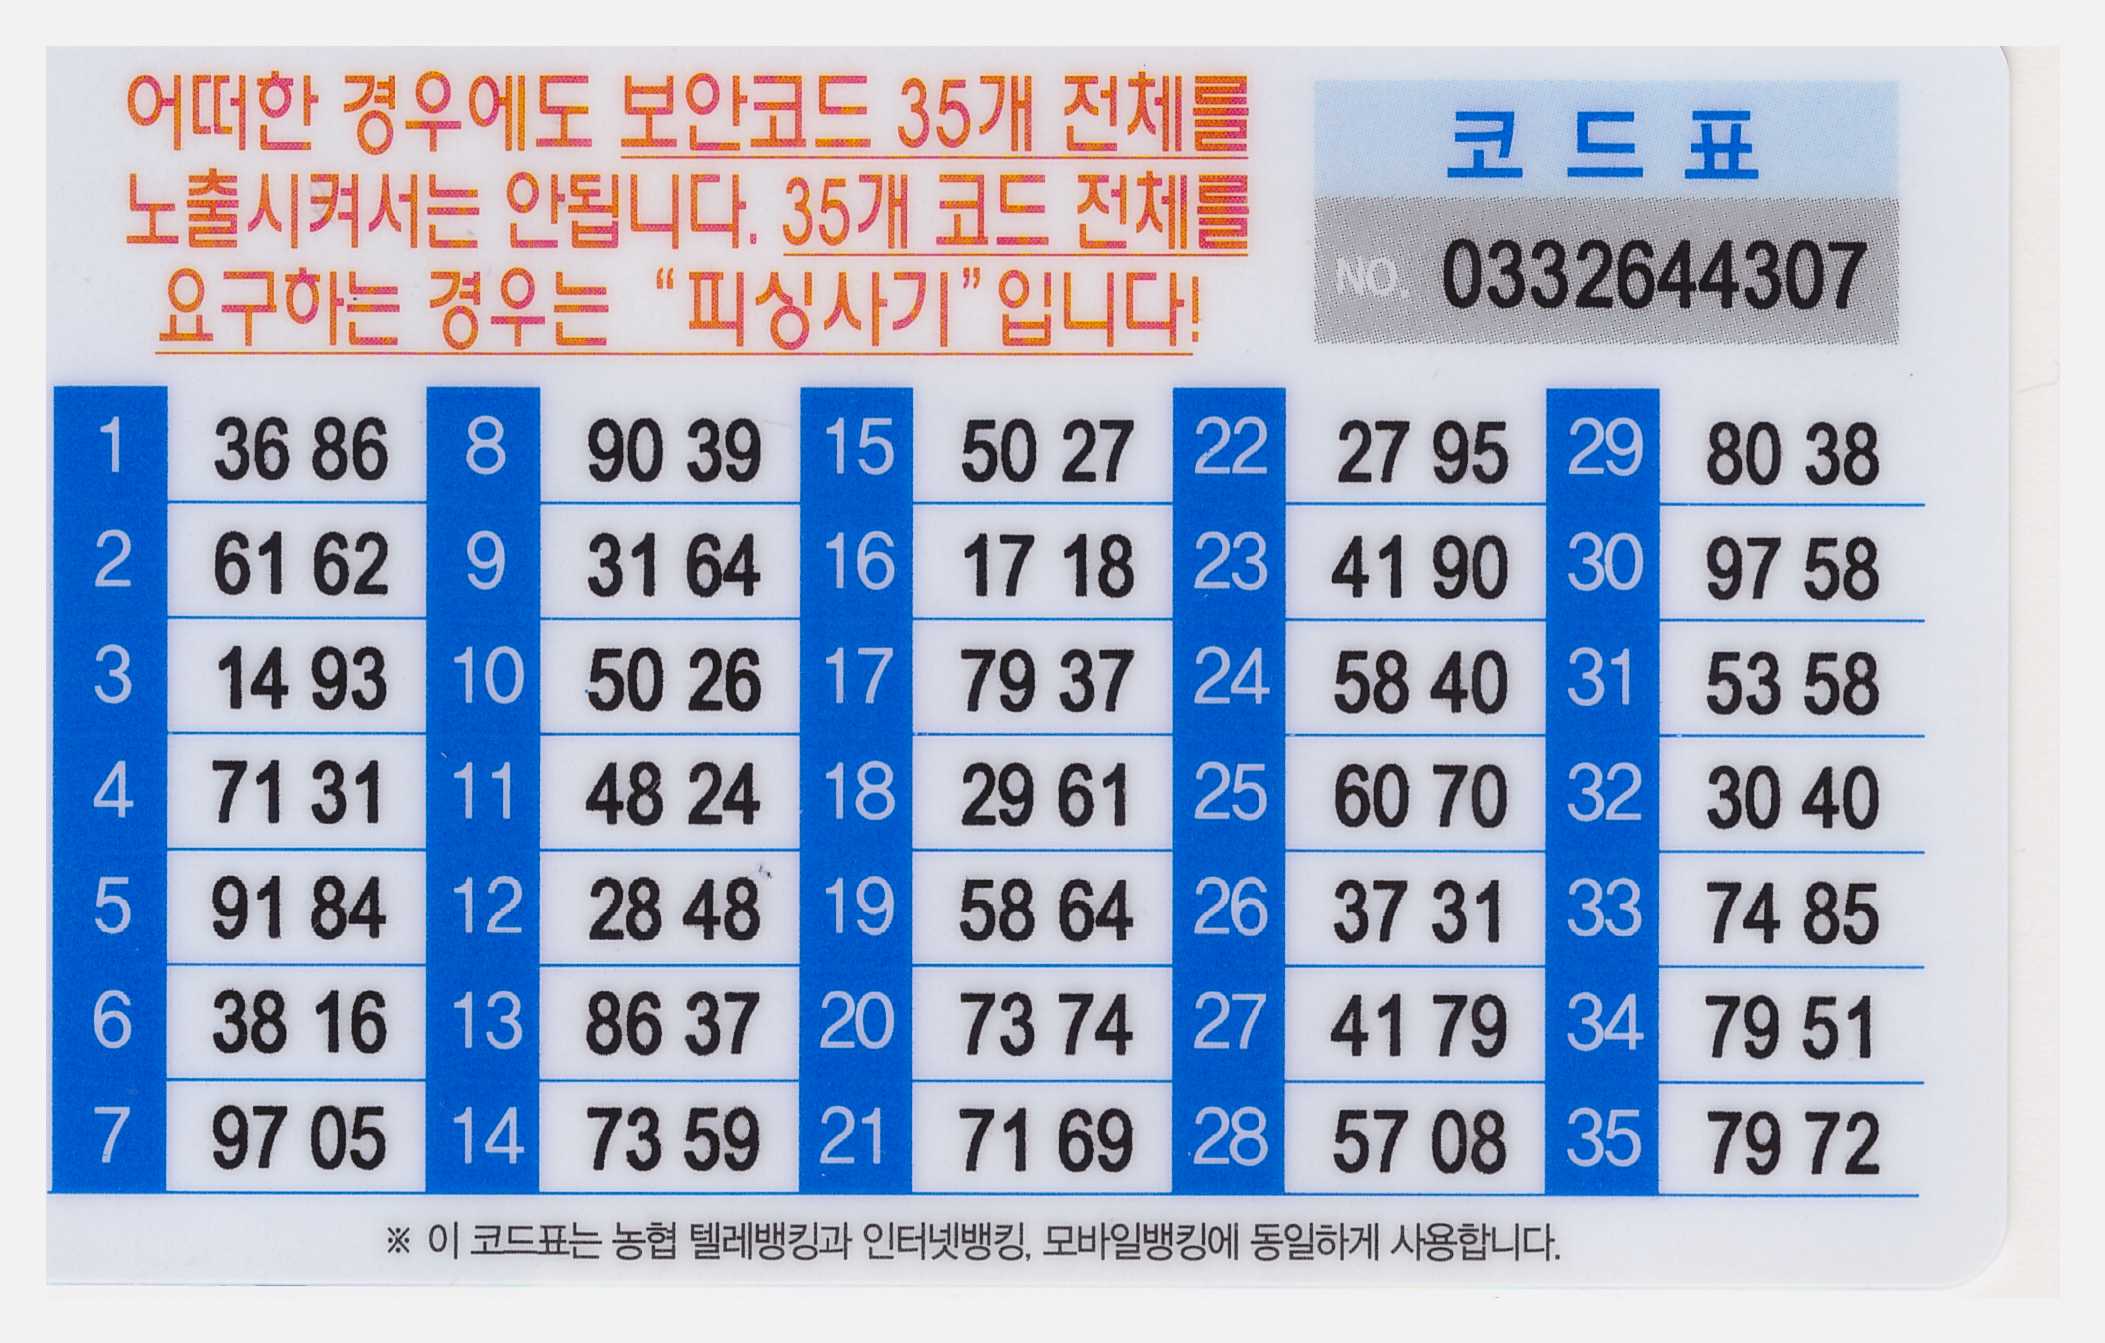 어떠한 경우에도 보안코드 35개 전체를
노출시켜서는 안됩니다. 35개 코드 전체를
요구하는 경우는 “피싱사기”입니다!
코드표
NO. 0332644307
1 36 86 8 90 39 15 50 27 22 27 95 29 80 38
2 61 62 9 31 64 16 17 18 23 41 90 30 97 58
3 14 93 10 50 26 17 79 37 24 58 40 31 53 58
4 71 31 11 48 24 18 29 61 25 60 70 32 30 40
5 91 84 12 28 48 19 58 64 26 37 31 33 74 85
6 38 16 13 86 37 20 73 74 27 41 79 34 79 51
7 97 05 14 73 59 21 71 69 28 57 08 35 79 72
※ 이 코드표는 농협 텔레뱅킹과 인터넷뱅킹, 모바일뱅킹에 동일하게 사용합니다.